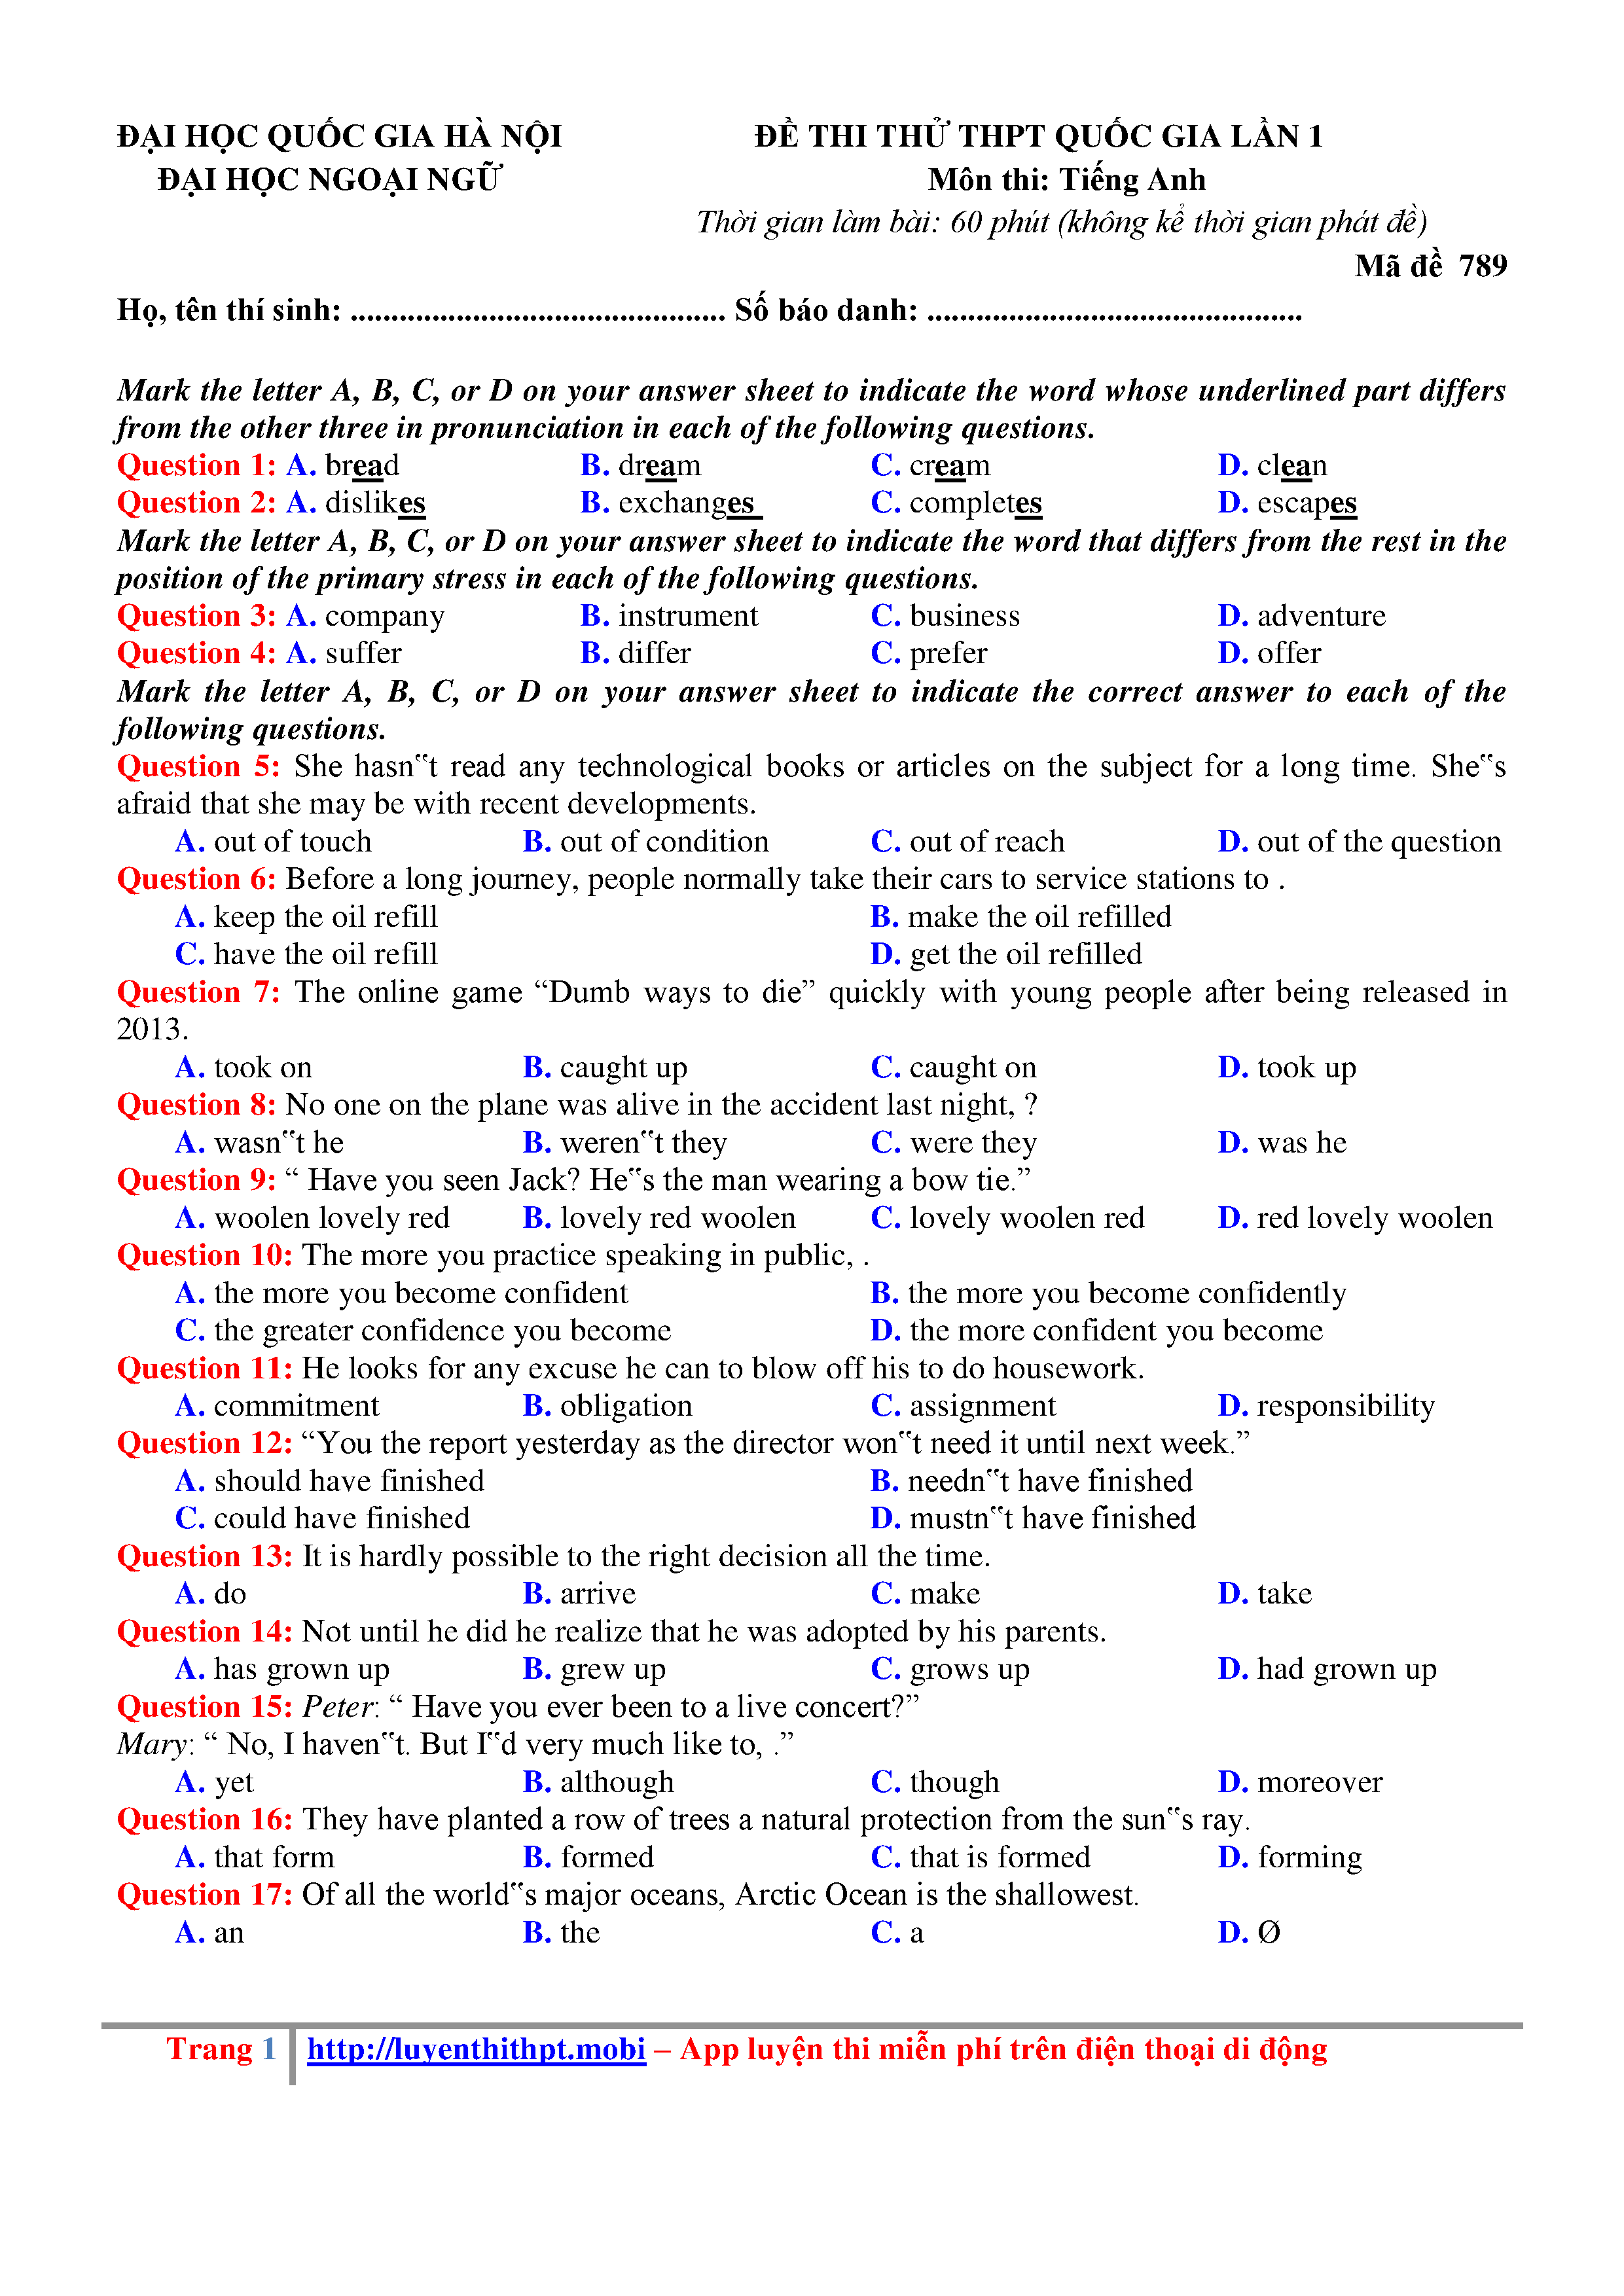 ĐẠI HỌC QUỐC GIA HÀ NỘI
ĐẠI HỌC NGOẠI NGỮ
ĐỀ THI THỬ THPT QUỐC GIA LẦN 1
Môn thi: Tiếng Anh
Thời gian làm bài: 60 phút (không kể thời gian phát đề)
Mã đề 789
Họ, tên thí sinh: .............................................. Số báo danh: ..............................................
Mark the letter A, B, C, or D on your answer sheet to indicate the word whose underlined part differs
from the other three in pronunciation in each of the following questions.
Question 1: A. bread B. dream C. cream D. clean
Question 2: A. dislikes B. exchanges C. completes D. escapes
Mark the letter A, B, C, or D on your answer sheet to indicate the word that differs from the rest in the
position of the primary stress in each of the following questions.
Question 3: A. company B. instrument C. business D. adventure
Question 4: A. suffer B. differ C. prefer D. offer
Mark the letter A, B, C, or D on your answer sheet to indicate the correct answer to each of the
following questions.
Question 5: She hasn‟t read any technological books or articles on the subject for a long time. She‟s
afraid that she may be with recent developments.
A. out of touch B. out of condition C. out of reach D. out of the question
Question 6: Before a long journey, people normally take their cars to service stations to .
A. keep the oil refill B. make the oil refilled
C. have the oil refill D. get the oil refilled
Question 7: The online game “Dumb ways to die” quickly with young people after being released in
2013.
A. took on B. caught up C. caught on D. took up
Question 8: No one on the plane was alive in the accident last night, ?
A. wasn‟t he B. weren‟t they C. were they D. was he
Question 9: “ Have you seen Jack? He‟s the man wearing a bow tie.”
A. woolen lovely red B. lovely red woolen C. lovely woolen red D. red lovely woolen
Question 10: The more you practice speaking in public, .
A. the more you become confident B. the more you become confidently
C. the greater confidence you become D. the more confident you become
Question 11: He looks for any excuse he can to blow off his to do housework.
A. commitment B. obligation C. assignment D. responsibility
Question 12: “You the report yesterday as the director won‟t need it until next week.”
A. should have finished B. needn‟t have finished
C. could have finished D. mustn‟t have finished
Question 13: It is hardly possible to the right decision all the time.
A. do B. arrive C. make D. take
Question 14: Not until he did he realize that he was adopted by his parents.
A. has grown up B. grew up C. grows up D. had grown up
Question 15: Peter: “ Have you ever been to a live concert?”
Mary: “ No, I haven‟t. But I‟d very much like to, .”
A. yet B. although C. though D. moreover
Question 16: They have planted a row of trees a natural protection from the sun‟s ray.
A. that form B. formed C. that is formed D. forming
Question 17: Of all the world‟s major oceans, Arctic Ocean is the shallowest.
A. an B. the C. a D. Ø
Trang 1 http://luyenthithpt.mobi – App luyện thi miễn phí trên điện thoại di động